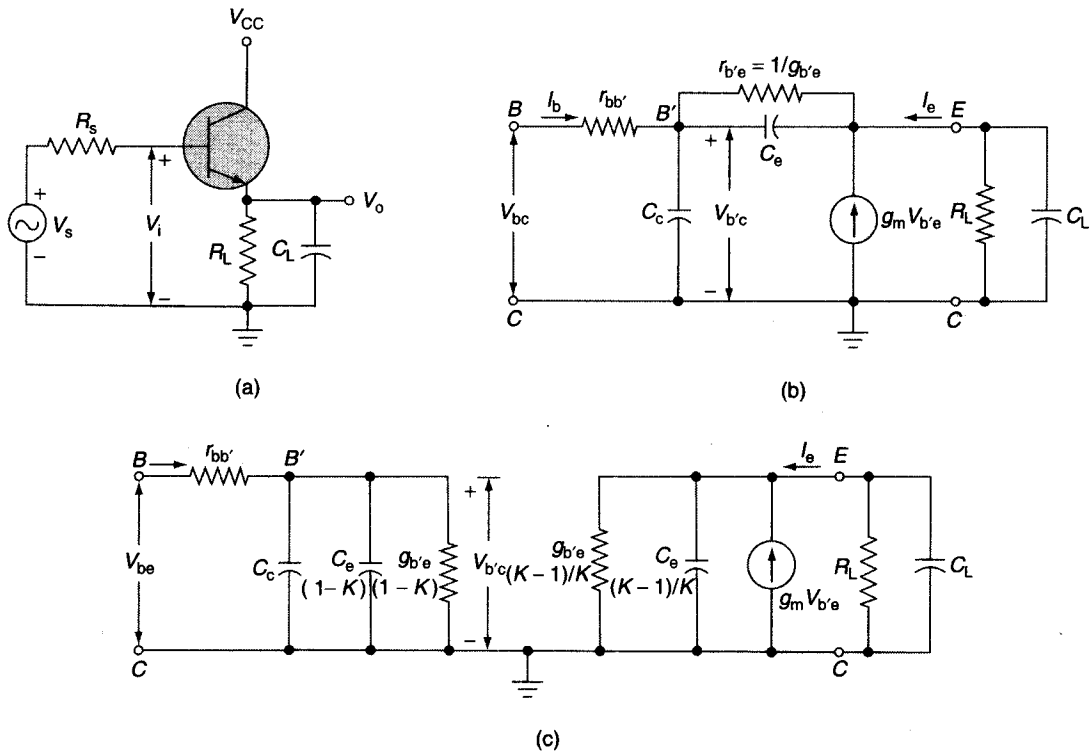 V_CC
R_s
+
+
V_s
V_i
V_o
−
R_L
C_L
−
(a)
r_b'e = 1/g_b'e
B
I_b
r_bb'
B'
I_e
E
+
C_e
V_bc
C_c
V_b'c
g_m V_b'e
R_L
C_L
−
C
C
(b)
B
r_bb'
B'
I_e
E
+
V_be
C_c
C_e
(1−K)
g_b'e
(1−K)
V_b'c
g_b'e
(K−1)/K
C_e
(K−1)/K
g_m V_b'e
R_L
C_L
−
C
C
(c)